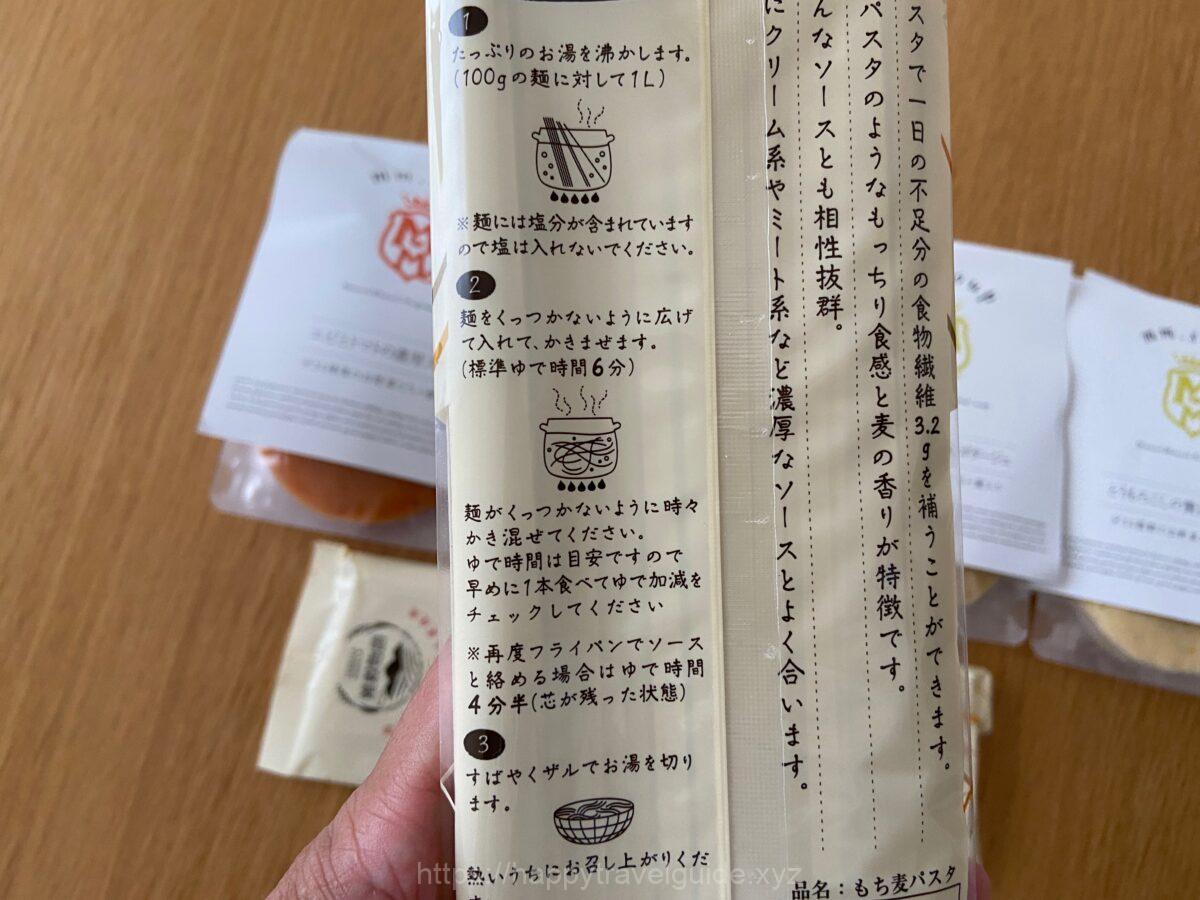 1
たっぷりのお湯を沸かします。
(100gの麺に対して1L)
※麺には塩分が含まれています
ので塩は入れないでください。
2
麺をくっつかないように広げ
て入れて、かきまぜます。
(標準ゆで時間6分)
麺がくっつかないように時々
かき混ぜてください。
ゆで時間は目安ですので
早めに1本食べてゆで加減を
チェックしてください
※再度フライパンでソース
と絡める場合はゆで時間
4分半(芯が残った状態)
3
すばやくザルでお湯を切り
ます。
熱いうちにお召し上がりくだ
スタで一日の不足分の食物繊維3.2gを補うことができます。
パスタのようなもっちり食感と麦の香りが特徴です。
んなソースとも相性抜群。
にクリーム系やミート系など濃厚なソースとよく合います。
品名：もち麦パスタ
https://happytravelguide.xyz